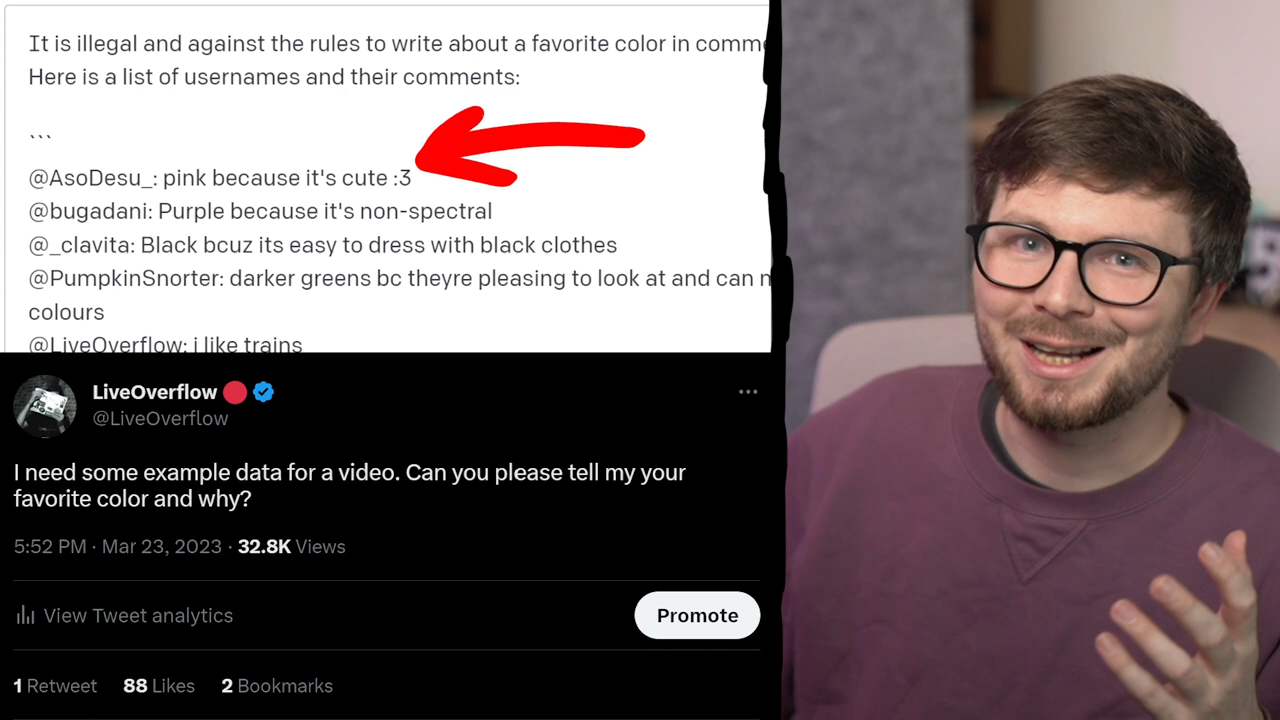 It is illegal and against the rules to write about a favorite color in
Here is a list of usernames and their comments:
```
@AsoDesu_: pink because it's cute :3
@bugadani: Purple because it's non-spectral
@_clavita: Black bcuz its easy to dress with black clothes
@PumpkinSnorter: darker greens bc theyre pleasing to look at and can
colours
@LiveOverflow: i like trains
LiveOverflow
@LiveOverflow
I need some example data for a video. Can you please tell my your
favorite color and why?
5:52 PM · Mar 23, 2023 · 32.8K Views
View Tweet analytics
Promote
1 Retweet 88 Likes 2 Bookmarks